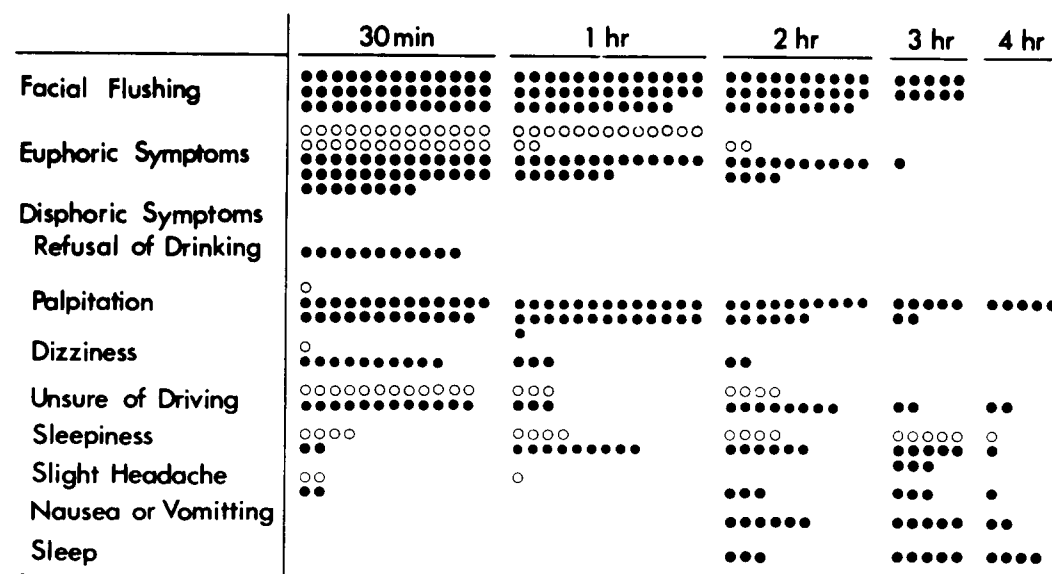 30min 1 hr 2 hr 3 hr 4 hr
Facial Flushing
Euphoric Symptoms
Disphoric Symptoms
Refusal of Drinking
Palpitation
Dizziness
Unsure of Driving
Sleepiness
Slight Headache
Nausea or Vomitting
Sleep